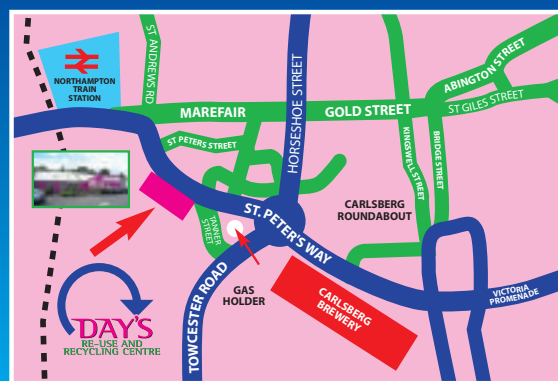 ST ANDREWS RD
NORTHAMPTON
TRAIN
STATION
HORSESHOE STREET
ABINGTON STREET
ST GILES STREET
MAREFAIR
GOLD STREET
ST PETERS STREET
KINGSWELL STREET
BRIDGE STREET
TANNER
STREET
ST. PETER'S WAY
CARLSBERG
ROUNDABOUT
TOWCESTER ROAD
GAS
HOLDER
CARLSBERG
BREWERY
VICTORIA
PROMENADE
DAY'S
RE-USE AND
RECYCLING CENTRE